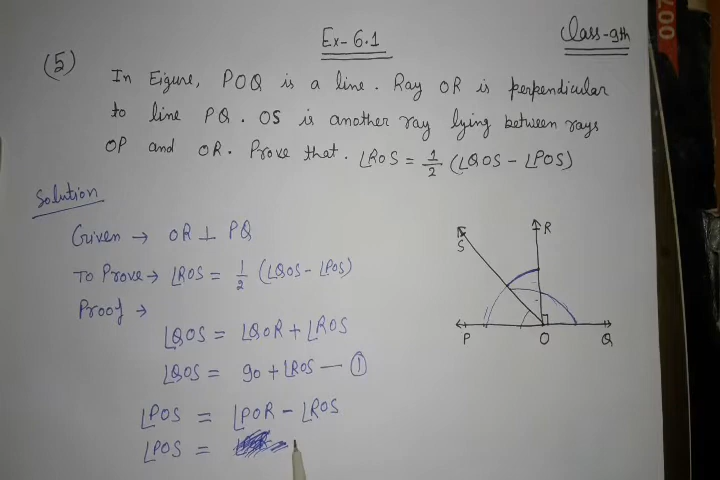 Ex-6.1
Class-9th
007
(5)
In Eigure, POQ is a line. Ray OR is perpendicular
to line PQ. OS is another ray lying between rays
OP and OR. Prove that. ∠ROS = 1/2 (∠QOS - ∠POS)
Solution
Given → OR ⊥ PQ
To Prove → ∠ROS = 1/2 (∠QOS - ∠POS)
Proof →
∠QOS = ∠QOR + ∠ROS
∠QOS = 90 + ∠ROS — ①
∠POS = ∠POR - ∠ROS
∠POS =
R
S
P
O
Q